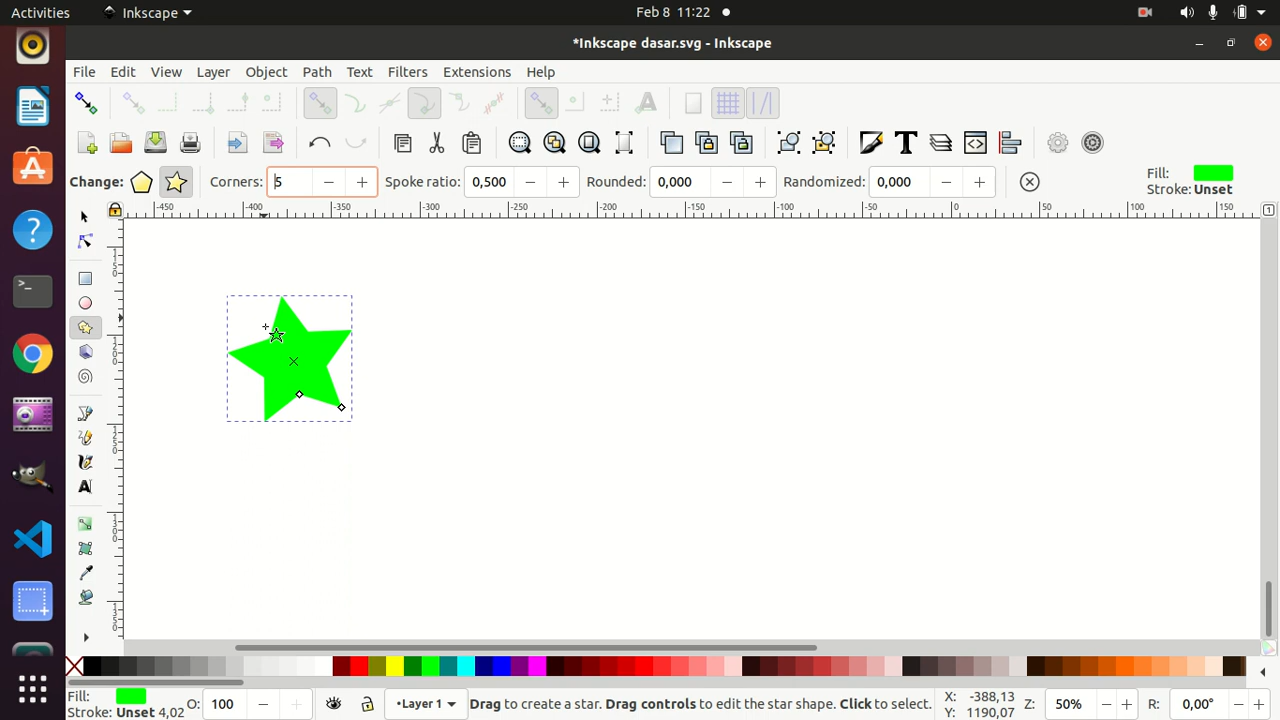 Activities Inkscape Feb 8 11:22
*Inkscape dasar.svg - Inkscape
File Edit View Layer Object Path Text Filters Extensions Help
Change: Corners: 5 Spoke ratio: 0,500 Rounded: 0,000 Randomized: 0,000 Fill:
Stroke: Unset
-450 -400 -350 -300 -250 -200 -150 -100 -50 0 50 100 150
1
Fill: O: 100 •Layer 1 Drag to create a star. Drag controls to edit the star shape. Click to select. X: -388,13 Z: 50% R: 0,00°
Stroke: Unset 4,02 Y: 1190,07